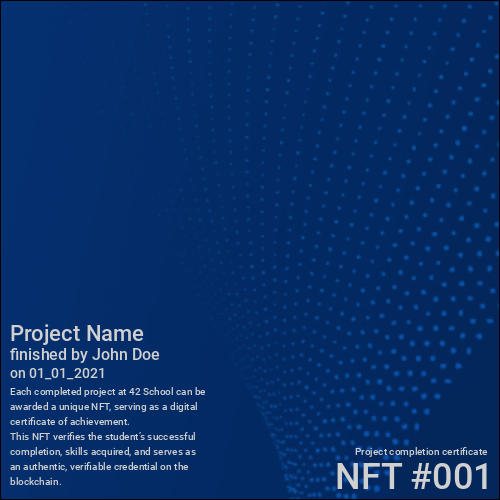 Project Name
finished by John Doe
on 01_01_2021
Each completed project at 42 School can be
awarded a unique NFT, serving as a digital
certificate of achievement.
This NFT verifies the student's successful
completion, skills acquired, and serves as
an authentic, verifiable credential on the
blockchain.
Project completion certificate
NFT #001